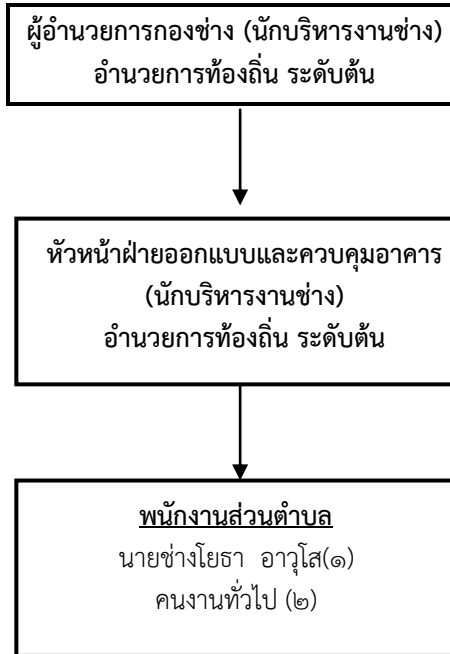 ผู้อำนวยการกองช่าง (นักบริหารงานช่าง)
อำนวยการท้องถิ่น ระดับต้น
หัวหน้าฝ่ายออกแบบและควบคุมอาคาร
(นักบริหารงานช่าง)
อำนวยการท้องถิ่น ระดับต้น
พนักงานส่วนตำบล
นายช่างโยธา อาวุโส(๑)
คนงานทั่วไป (๒)